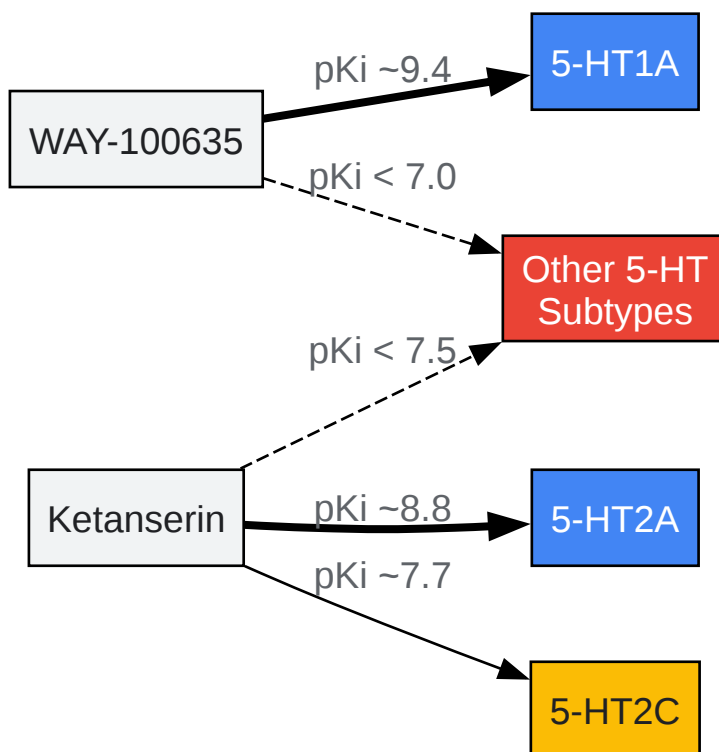 pKi ~9.4
5-HT1A
WAY-100635
pKi < 7.0
Other 5-HT
Subtypes
pKi < 7.5
Ketanserin
pKi ~8.8
5-HT2A
pKi ~7.7
5-HT2C